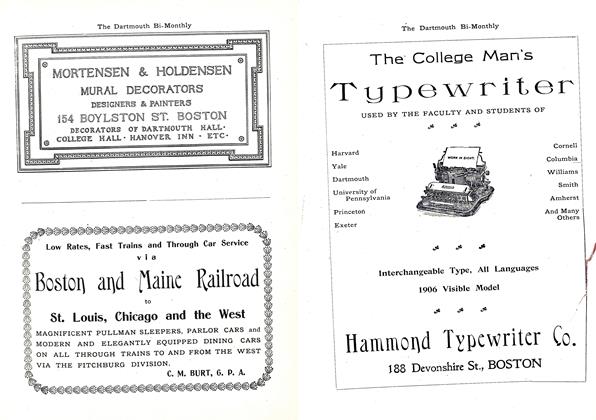 The Dartmouth Bi-Monthly
MORTENSEN & HOLDENSEN
MURAL DECORATORS
DESIGNERS & PAINTERS
154 BOYLSTON ST. BOSTON
DECORATORS OF DARTMOUTH HALL·
COLLEGE HALL· HANOVER INN · ETC·
Low Rates, Fast Trains and Through Car Service
via
Boston and Maine Railroad
to
St. Louis, Chicago and the West
MAGNIFICENT PULLMAN SLEEPERS, PARLOR CARS and
MODERN AND ELEGANTLY EQUIPPED DINING CARS
ON ALL THROUGH TRAINS TO AND FROM THE WEST
VIA THE FITCHBURG DIVISION.
C. M. BURT, G. P. A.
The Dartmouth Bi-Monthly
The College Man's
Typewriter
USED BY THE FACULTY AND STUDENTS OF
Harvard
Yale
Dartmouth
University of
Pennsylvania
Princeton
Exeter
WORK IN SIGHT.
Cornell
Columbia
Williams
Smith
Amherst
And Many
Others
Interchangeable Type, All Languages
1906 Visible Model
Hammond Typewriter Co.
188 Devonshire St., BOSTON